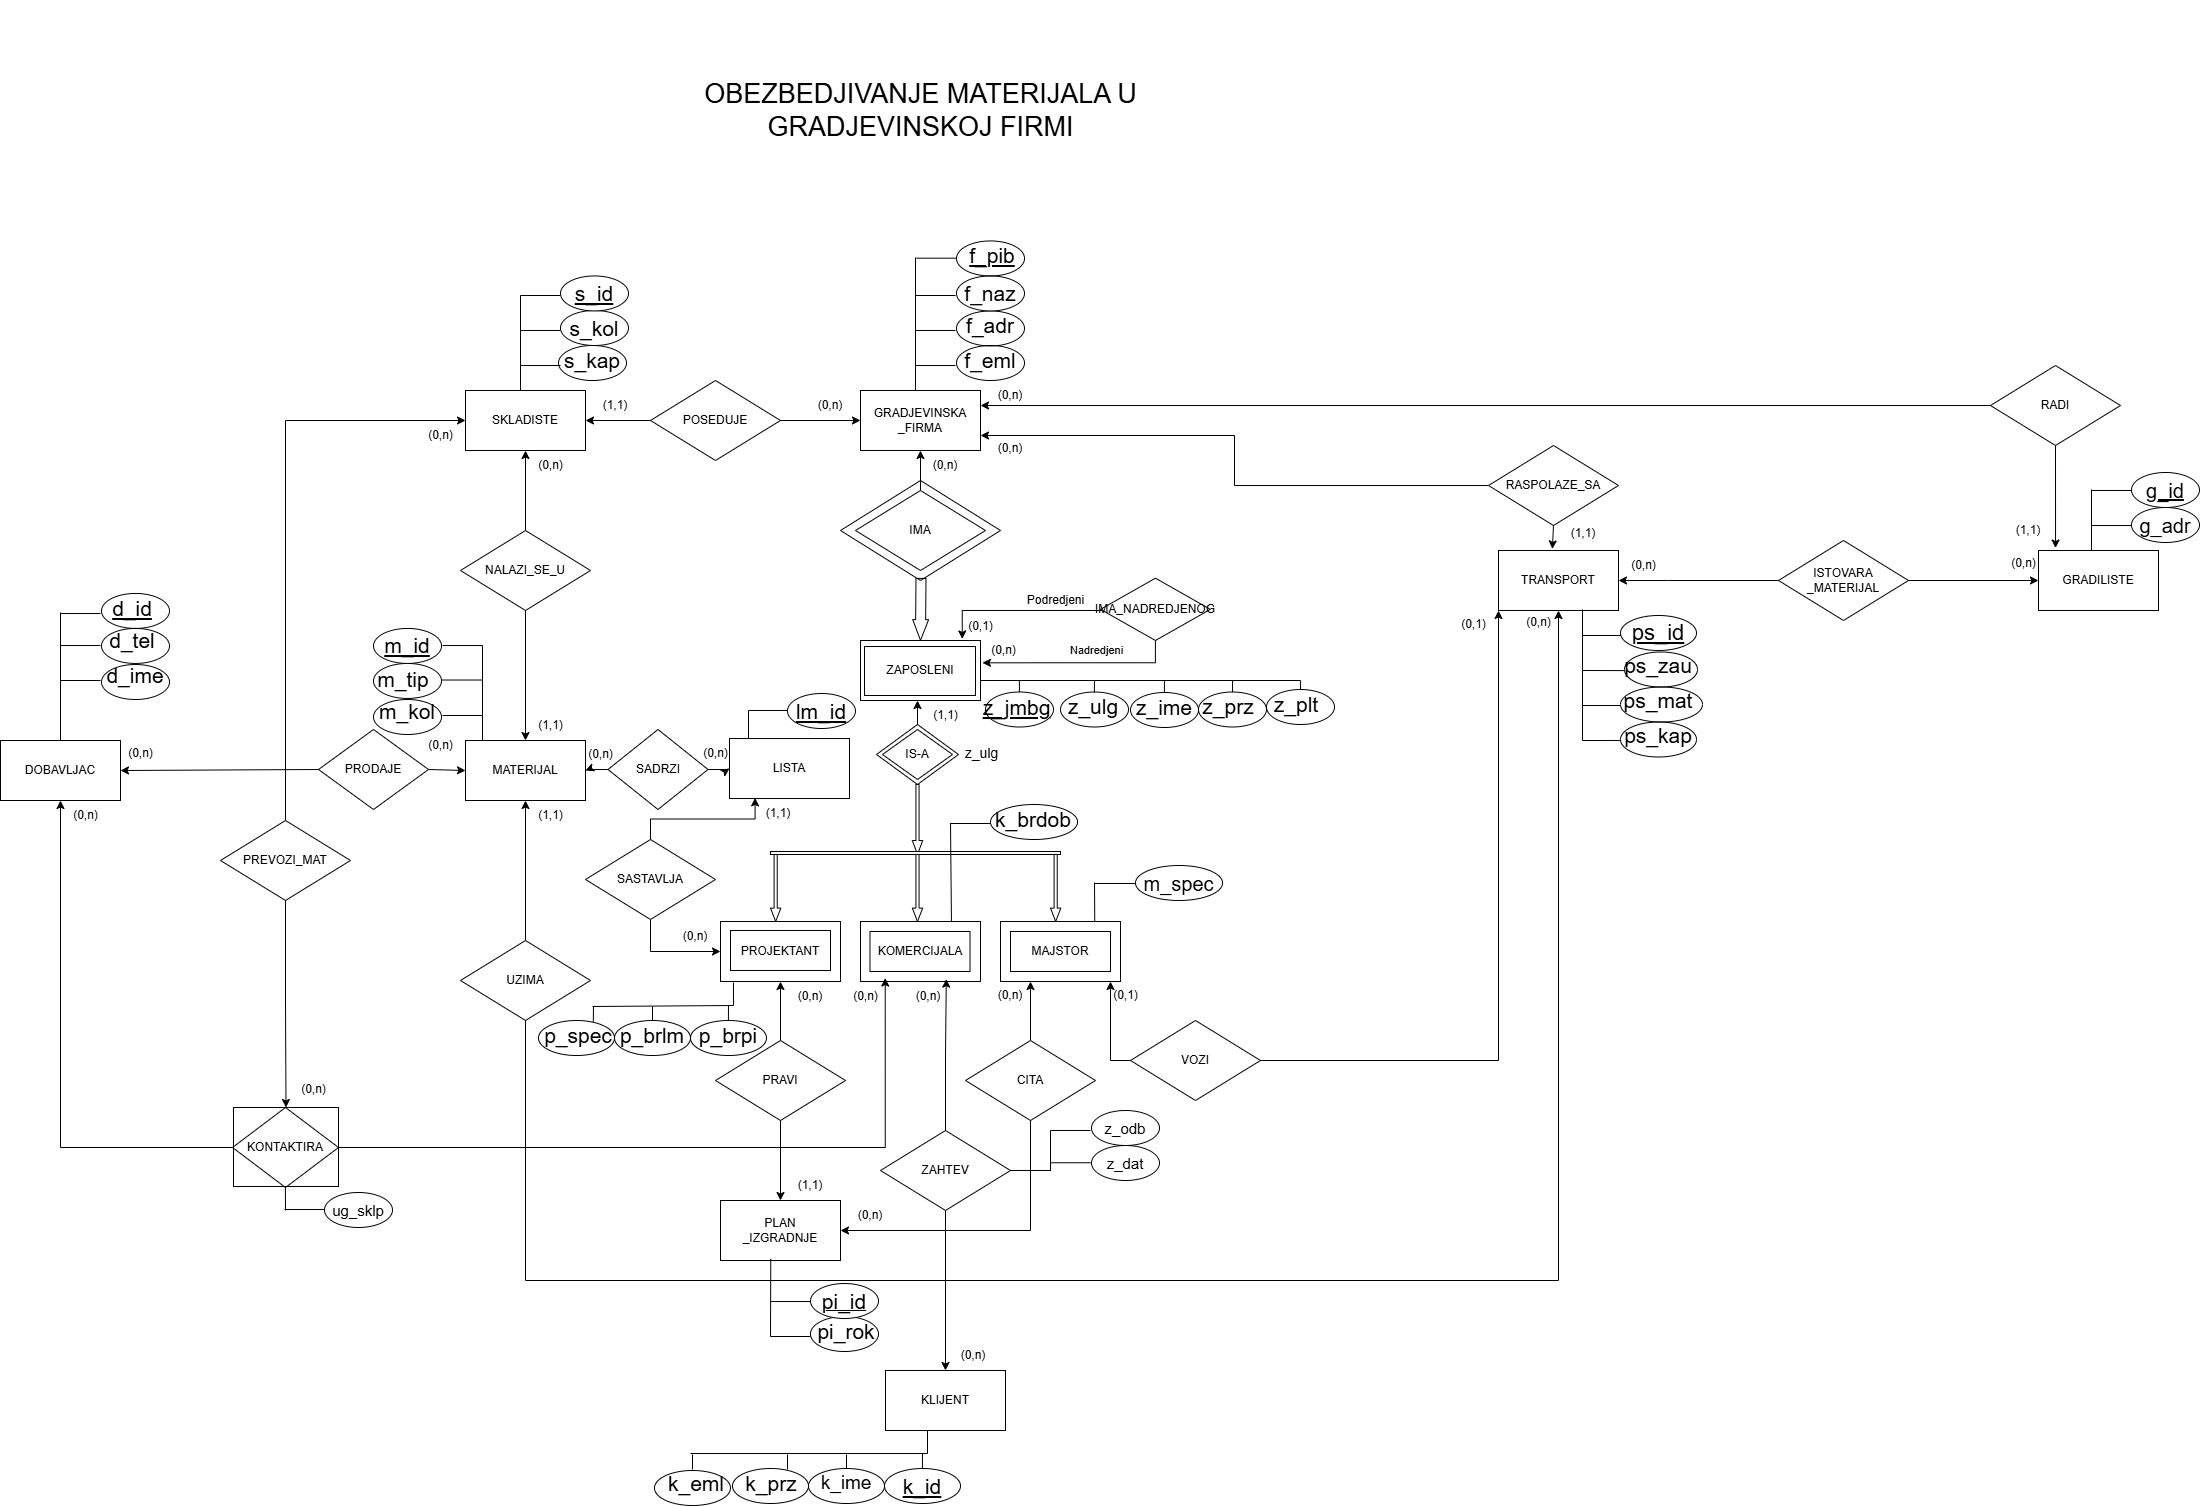 OBEZBEDJIVANJE MATERIJALA U
GRADJEVINSKOJ FIRMI
f_pib
f_naz
f_adr
f_eml
s_id
s_kol
s_kap
SKLADISTE
(1,1)
POSEDUJE
(0,n)
GRADJEVINSKA
_FIRMA
(0,n)
(0,n)
(0,n)
RADI
(0,n)
(0,n)
RASPOLAZE_SA
(1,1)
g_id
g_adr
(1,1)
IMA
NALAZI_SE_U
TRANSPORT
(0,n)
ISTOVARA
_MATERIJAL
(0,n)
GRADILISTE
d_id
d_tel
d_ime
m_id
m_tip
m_kol
Podredjeni
IMA_NADREDJENOG
(0,1)
(0,n)
Nadredjeni
ZAPOSLENI
(0,1)
(0,n)
ps_id
ps_zau
ps_mat
ps_kap
z_jmbg
z_ulg
z_ime
z_prz
z_plt
lm_id
(1,1)
(1,1)
DOBAVLJAC
(0,n)
PRODAJE
(0,n)
MATERIJAL
(0,n)
SADRZI
(0,n)
LISTA
IS-A
z_ulg
(0,n)
(1,1)
(1,1)
k_brdob
PREVOZI_MAT
SASTAVLJA
m_spec
(0,n)
PROJEKTANT
KOMERCIJALA
MAJSTOR
UZIMA
(0,n)
(0,n)
(0,n)
(0,n)
(0,1)
p_spec
p_brlm
p_brpi
PRAVI
CITA
VOZI
(0,n)
KONTAKTIRA
z_odb
z_dat
ZAHTEV
(1,1)
ug_sklp
PLAN
_IZGRADNJE
(0,n)
pi_id
pi_rok
(0,n)
KLIJENT
k_eml
k_prz
k_ime
k_id